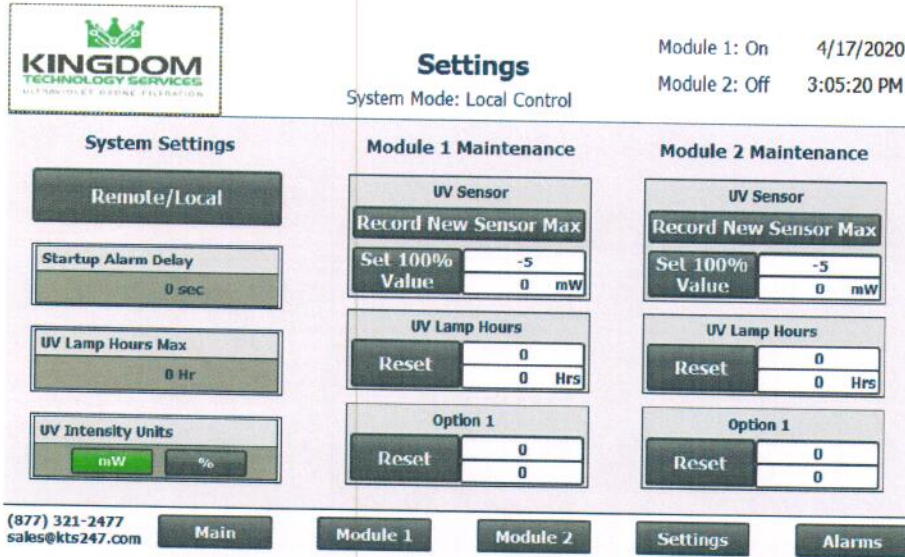 KINGDOM
TECHNOLOGY SERVICES
ULTRAVIOLET OZONE FILTRATION
Settings
System Mode: Local Control
Module 1: On 4/17/2020
Module 2: Off 3:05:20 PM
System Settings
Remote/Local
Startup Alarm Delay
0 sec
UV Lamp Hours Max
0 Hr
UV Intensity Units
mW %
Module 1 Maintenance
UV Sensor
Record New Sensor Max
Set 100%
Value
-5
0 mW
UV Lamp Hours
Reset
0
0 Hrs
Option 1
Reset
0
0
Module 2 Maintenance
UV Sensor
Record New Sensor Max
Set 100%
Value
-5
0 mW
UV Lamp Hours
Reset
0
0 Hrs
Option 1
Reset
0
0
(877) 321-2477
sales@kts247.com
Main Module 1 Module 2 Settings Alarms